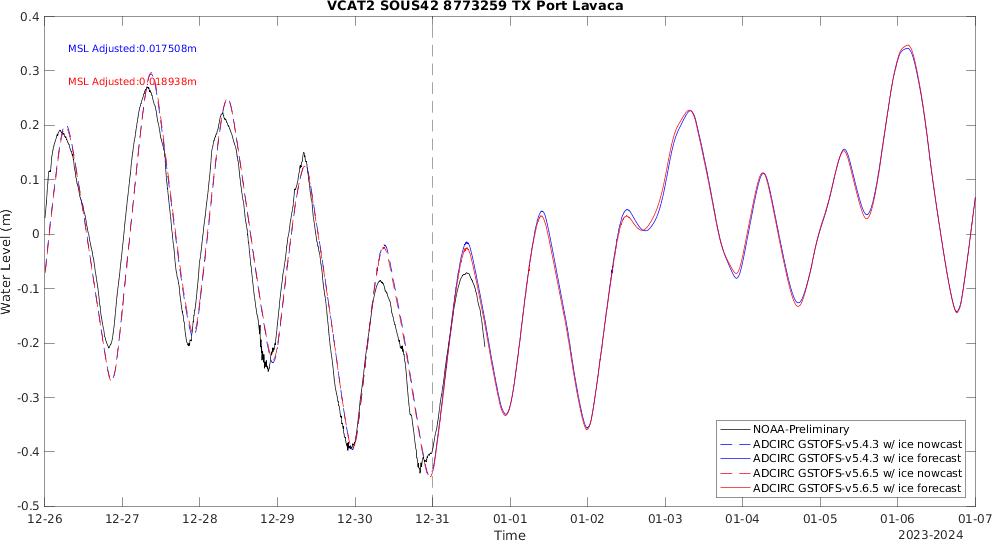 VCAT2 SOUS42 8773259 TX Port Lavaca
0.4
0.3
0.2
0.1
0
-0.1
-0.2
-0.3
-0.4
-0.5
Water Level (m)
MSL Adjusted:0.017508m
MSL Adjusted:0.018938m
NOAA-Preliminary
ADCIRC GSTOFS-v5.4.3 w/ ice nowcast
ADCIRC GSTOFS-v5.4.3 w/ ice forecast
ADCIRC GSTOFS-v5.6.5 w/ ice nowcast
ADCIRC GSTOFS-v5.6.5 w/ ice forecast
12-26 12-27 12-28 12-29 12-30 12-31 01-01 01-02 01-03 01-04 01-05 01-06 01-07
Time
2023-2024